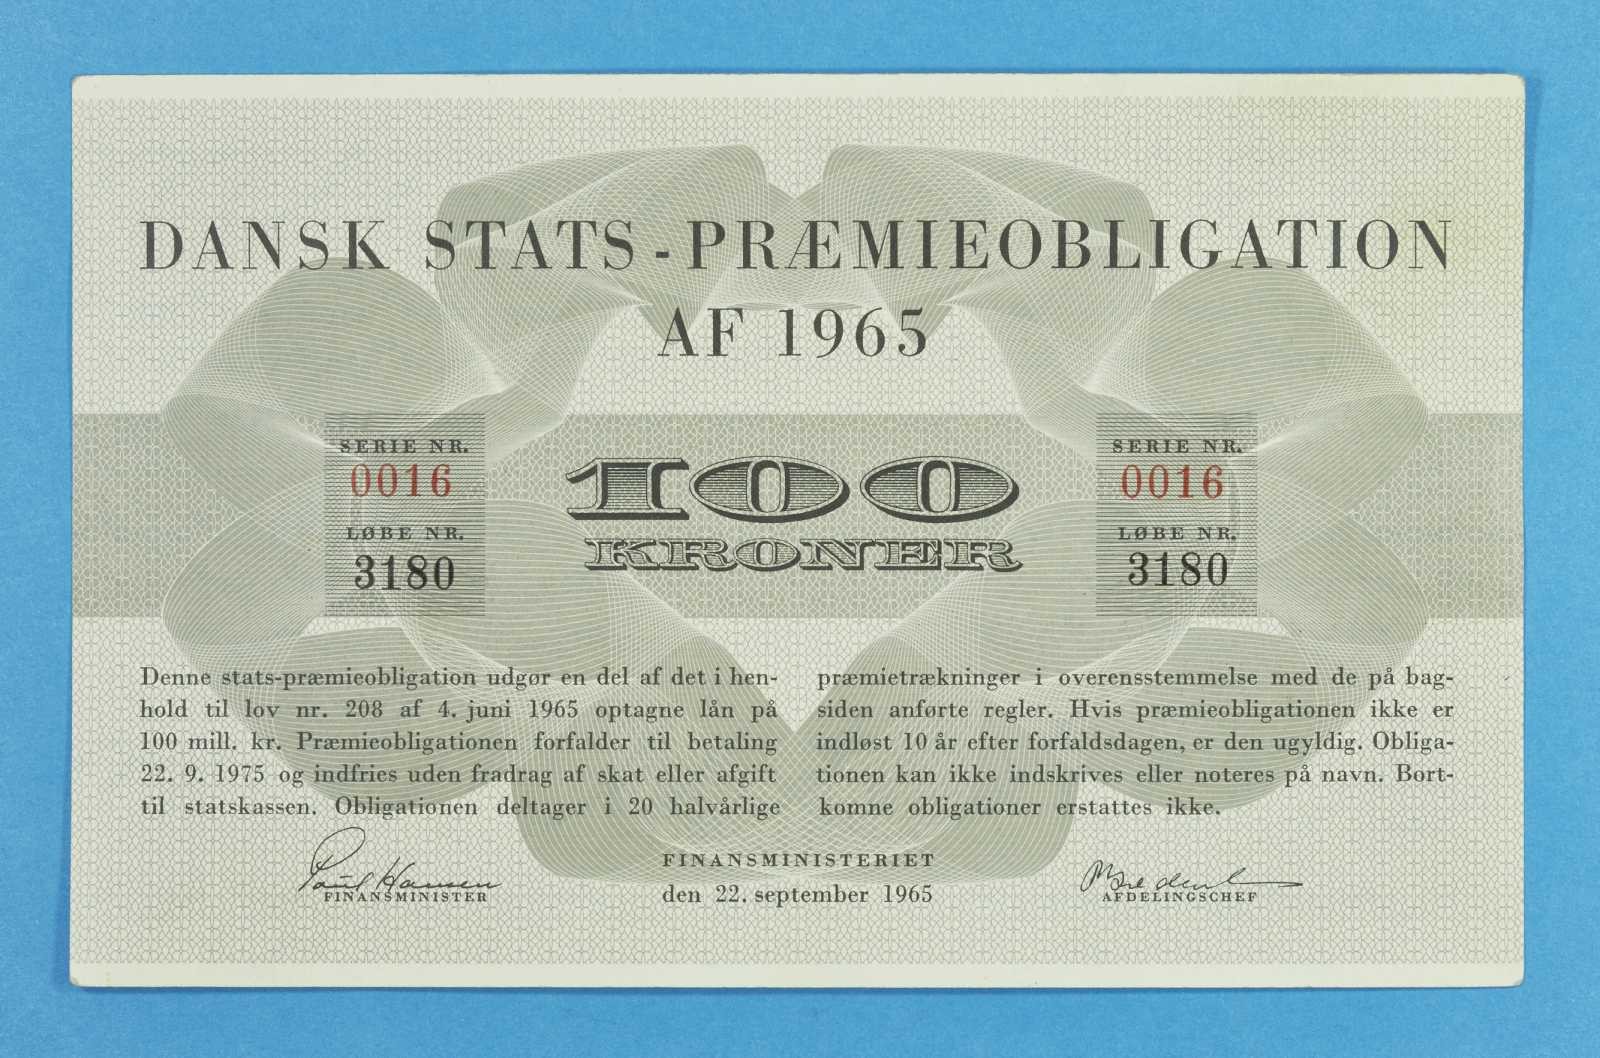 DANSK STATS-PRÆMIEOBLIGATION
AF 1965
SERIE NR.
0016
LØBE NR.
3180
100
KRONER
SERIE NR.
0016
LØBE NR.
3180
Denne stats-præmieobligation udgør en del af det i hen-
hold til lov nr. 208 af 4. juni 1965 optagne lån på
100 mill. kr. Præmieobligationen forfalder til betaling
22. 9. 1975 og indfries uden fradrag af skat eller afgift
til statskassen. Obligationen deltager i 20 halvårlige
præmietrækninger i overensstemmelse med de på bag-
siden anførte regler. Hvis præmieobligationen ikke er
indløst 10 år efter forfaldsdagen, er den ugyldig. Obliga-
tionen kan ikke indskrives eller noteres på navn. Bort-
komne obligationer erstattes ikke.
Poul Hansen
FINANSMINISTER
FINANSMINISTERIET
den 22. september 1965
AFDELINGSCHEF